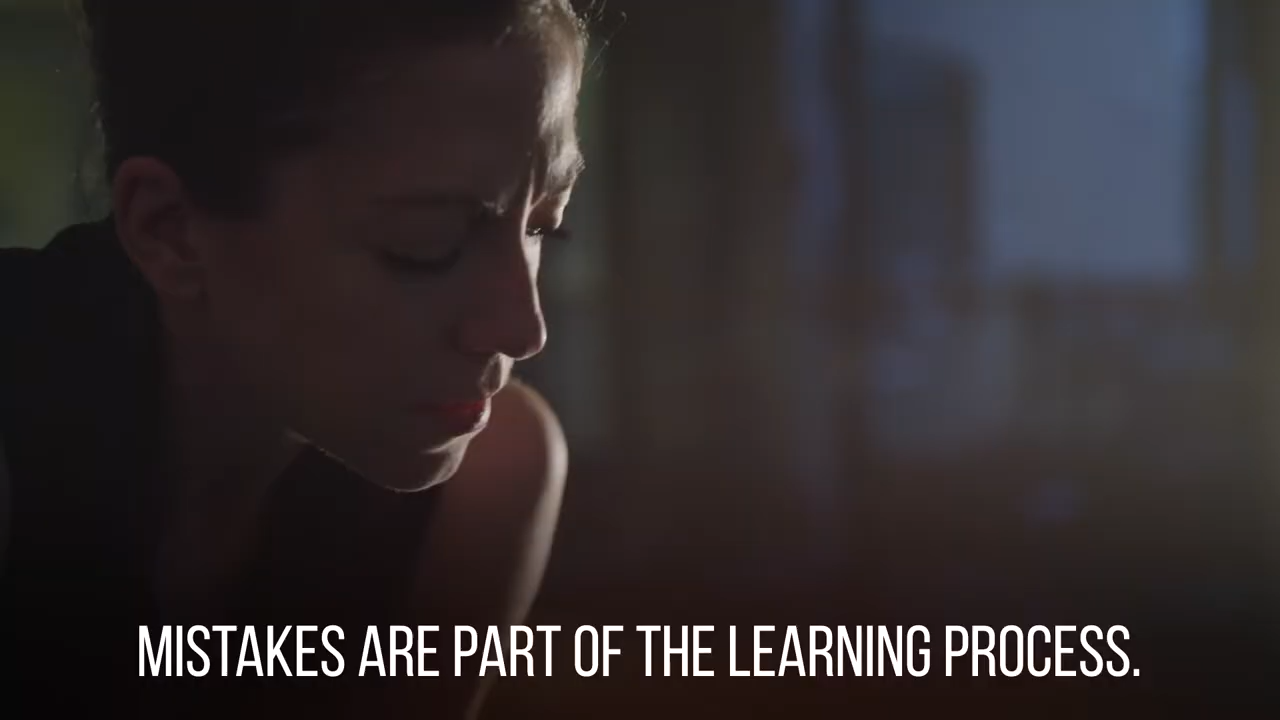 MISTAKES ARE PART OF THE LEARNING PROCESS.